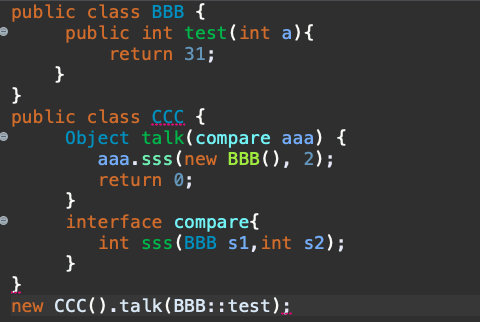 public class BBB {
public int test(int a){
return 31;
}
}
public class CCC {
Object talk(compare aaa) {
aaa.sss(new BBB(), 2);
return 0;
}
interface compare{
int sss(BBB s1,int s2);
}
}
new CCC().talk(BBB::test);